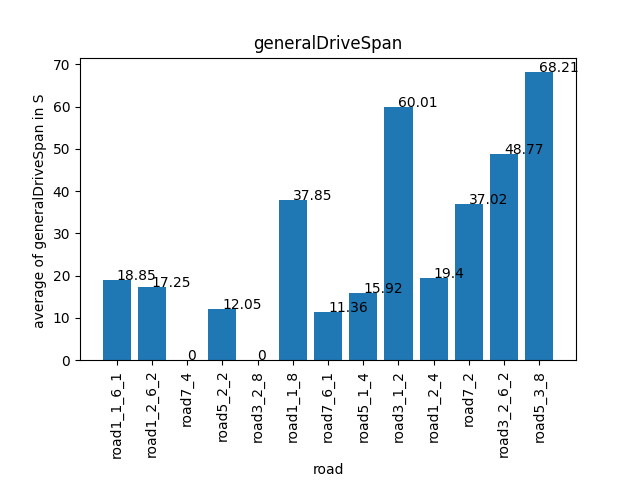 generalDriveSpan
average of generalDriveSpan in S
70
60
50
40
30
20
10
0
18.85
17.25
0
12.05
0
37.85
11.36
15.92
60.01
19.4
37.02
48.77
68.21
road1_1_6_1
road1_2_6_2
road7_4
road5_2_2
road3_2_8
road1_1_8
road7_6_1
road5_1_4
road3_1_2
road1_2_4
road7_2
road3_2_6_2
road5_3_8
road